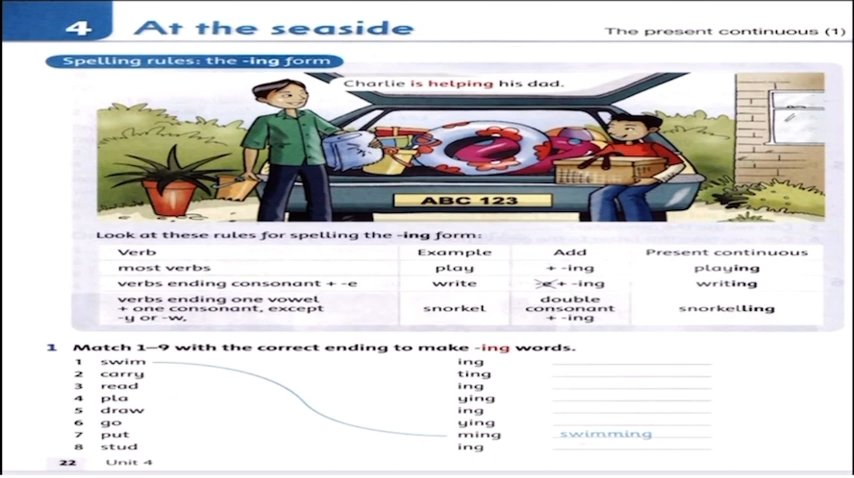 4 At the seaside The present continuous (1)
Spelling rules: the -ing form
Charlie is helping his dad.
ABC 123
Look at these rules for spelling the -ing form:
Verb Example Add Present continuous
most verbs play + -ing playing
verbs ending consonant + -e write -e + -ing writing
verbs ending one vowel
+ one consonant, except
-y or -w,
snorkel
double
consonant
+ -ing
snorkelling
1 Match 1–9 with the correct ending to make -ing words.
1 swim ing
2 carry ting
3 read ing
4 pla ying
5 draw ing
6 go ying
7 put ming swimming
8 stud ing
22 Unit 4